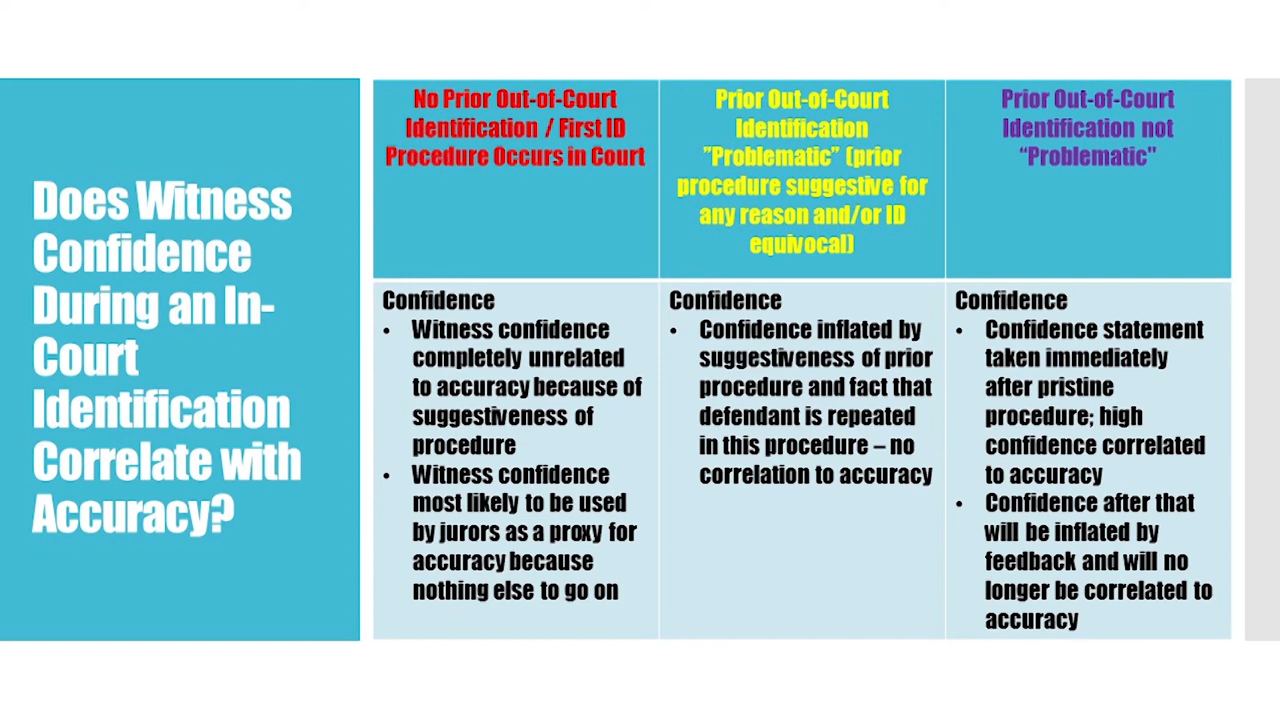 Does Witness
Confidence
During an In-
Court
Identification
Correlate with
Accuracy?
No Prior Out-of-Court
Identification / First ID
Procedure Occurs in Court
Prior Out-of-Court
Identification
”Problematic” (prior
procedure suggestive for
any reason and/or ID
equivocal)
Prior Out-of-Court
Identification not
“Problematic"
Confidence
• Witness confidence
completely unrelated
to accuracy because of
suggestiveness of
procedure
• Witness confidence
most likely to be used
by jurors as a proxy for
accuracy because
nothing else to go on
Confidence
• Confidence inflated by
suggestiveness of prior
procedure and fact that
defendant is repeated
in this procedure – no
correlation to accuracy
Confidence
• Confidence statement
taken immediately
after pristine
procedure; high
confidence correlated
to accuracy
• Confidence after that
will be inflated by
feedback and will no
longer be correlated to
accuracy